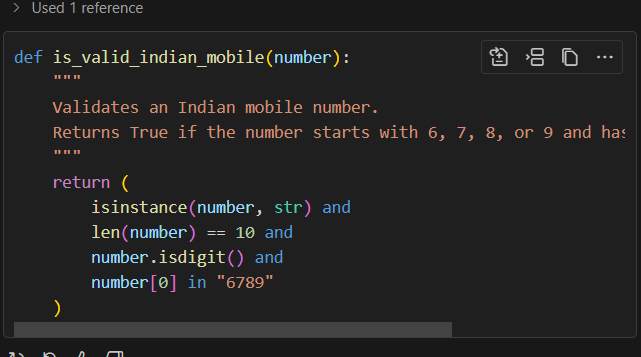 Used 1 reference
def is_valid_indian_mobile(number):
    """
    Validates an Indian mobile number.
    Returns True if the number starts with 6, 7, 8, or 9 and has
    """
    return (
        isinstance(number, str) and
        len(number) == 10 and
        number.isdigit() and
        number[0] in "6789"
    )